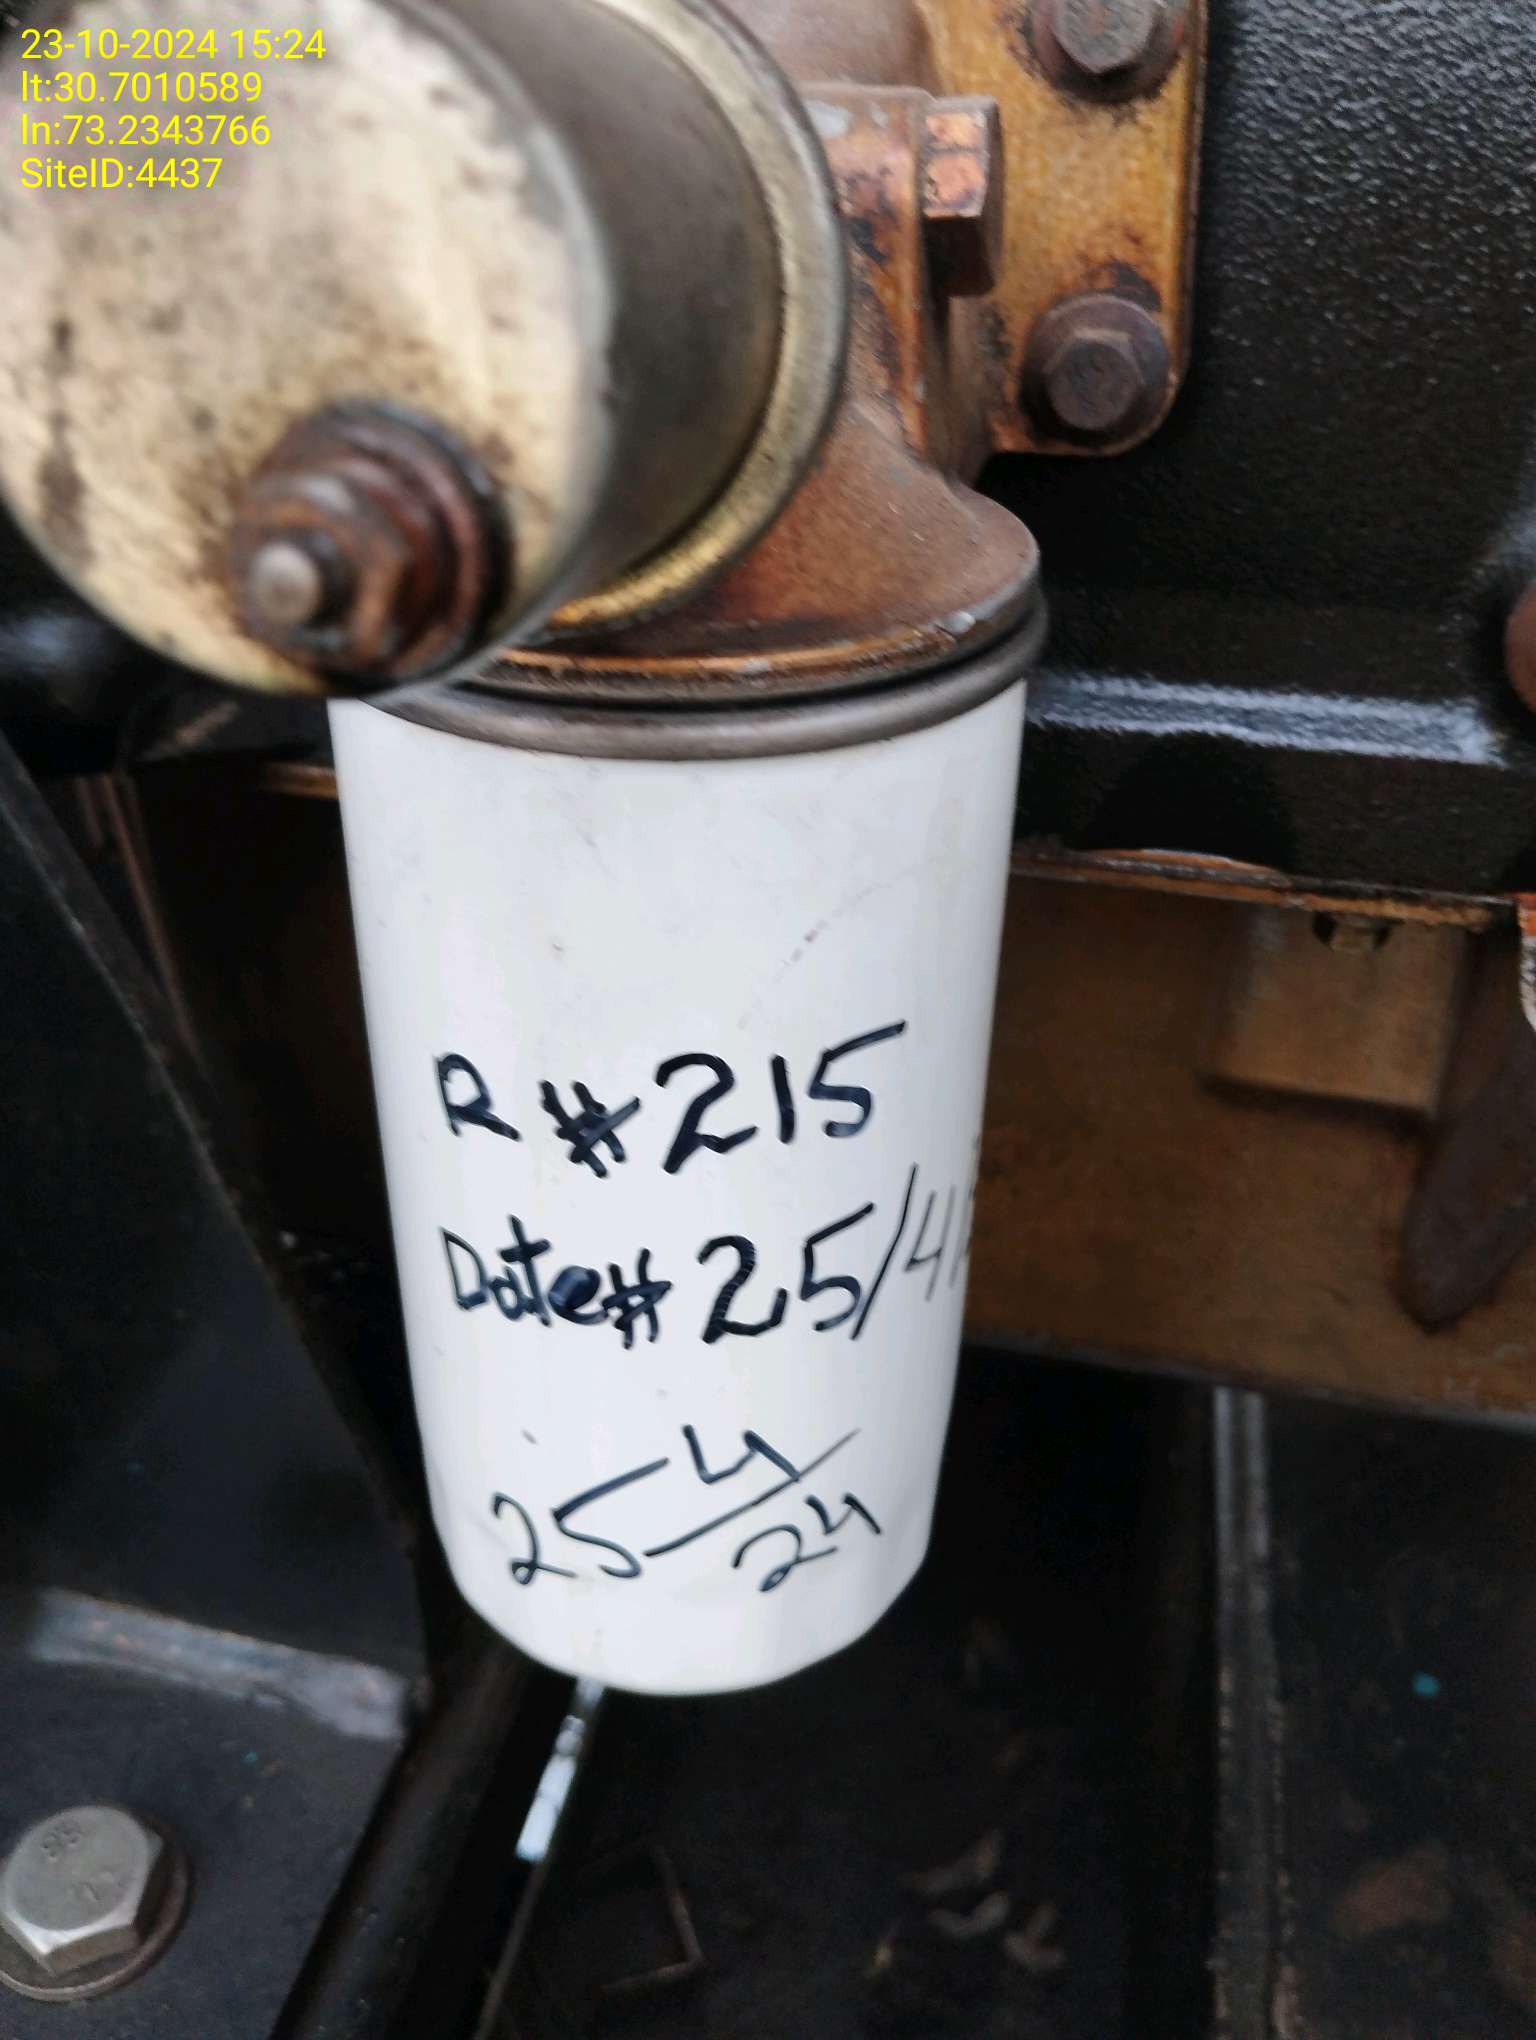 23-10-2024 15:24
lt:30.7010589
ln:73.2343766
SiteID:4437
R #215
Date# 25/4/
25 4/24